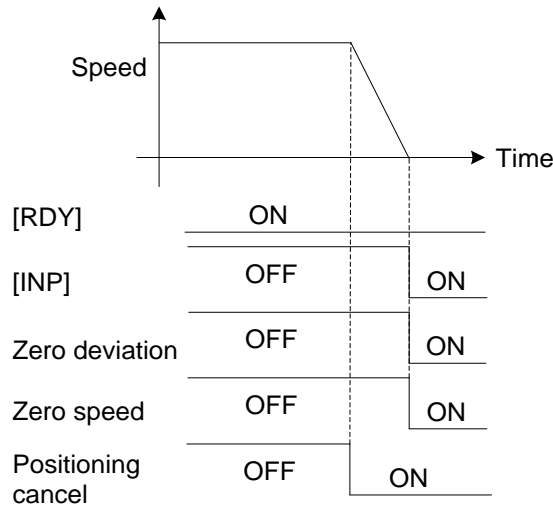 Speed
Time
[RDY] ON
[INP] OFF ON
Zero deviation OFF ON
Zero speed OFF ON
Positioning
cancel OFF ON